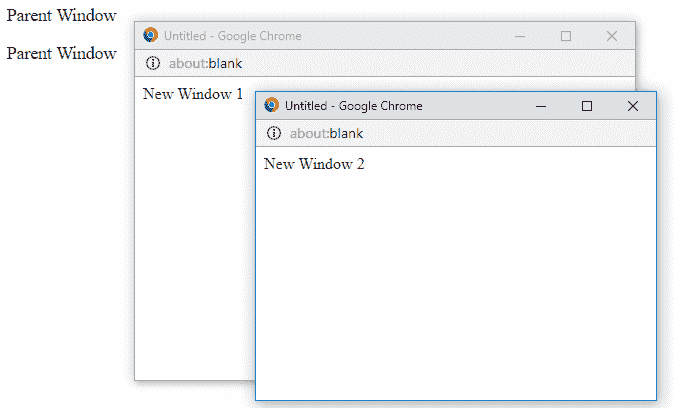 Parent Window
Parent Window
Untitled - Google Chrome
about:blank
New Window 1
Untitled - Google Chrome
about:blank
New Window 2